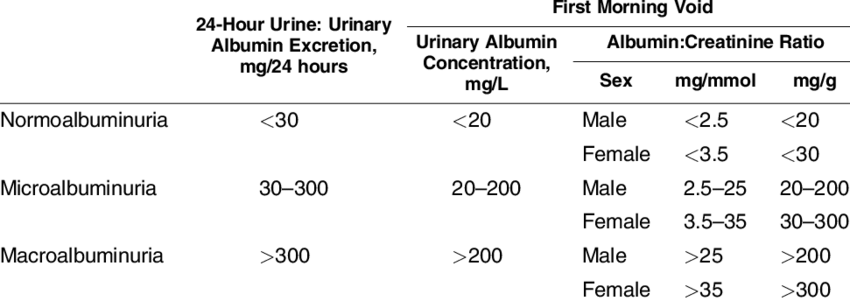 First Morning Void
24-Hour Urine: Urinary Albumin Excretion, mg/24 hours
Urinary Albumin Concentration, mg/L
Albumin:Creatinine Ratio
Sex mg/mmol mg/g
Normoalbuminuria <30 <20 Male <2.5 <20
Female <3.5 <30
Microalbuminuria 30–300 20–200 Male 2.5–25 20–200
Female 3.5–35 30–300
Macroalbuminuria >300 >200 Male >25 >200
Female >35 >300